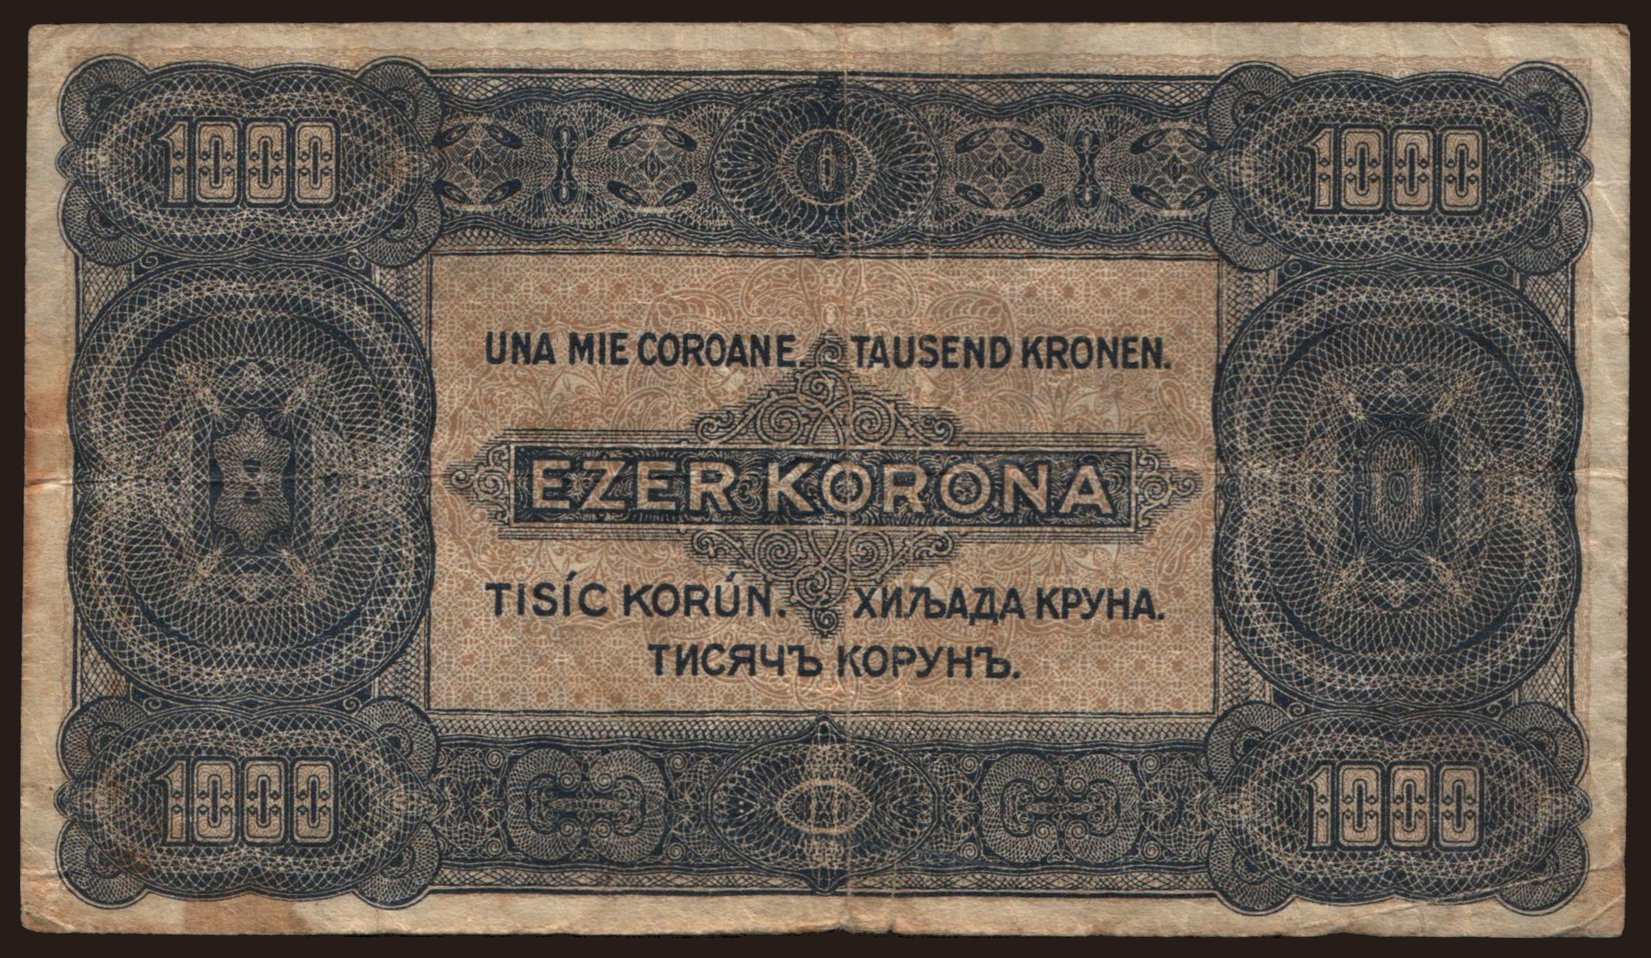 1000 1000
UNA MIE COROANE. TAUSEND KRONEN.
EZER KORONA
TISÍC KORÚN. ХИЉАДА КРУНА.
ТИСЯЧЪ КОРУНЪ.
1000 1000